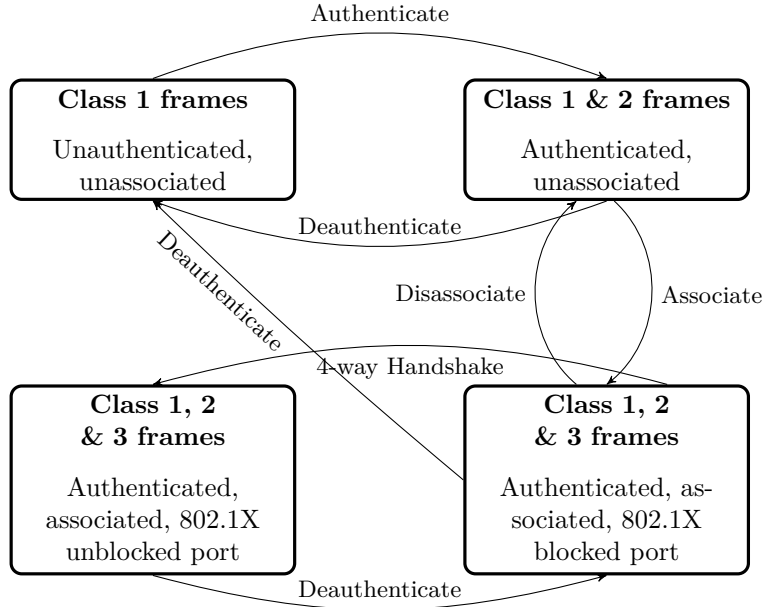 Authenticate
Class 1 frames
Unauthenticated,
unassociated
Class 1 & 2 frames
Authenticated,
unassociated
Deauthenticate
Deauthenticate
Disassociate
Associate
4-way Handshake
Class 1, 2
& 3 frames
Authenticated,
associated, 802.1X
unblocked port
Class 1, 2
& 3 frames
Authenticated, as-
sociated, 802.1X
blocked port
Deauthenticate